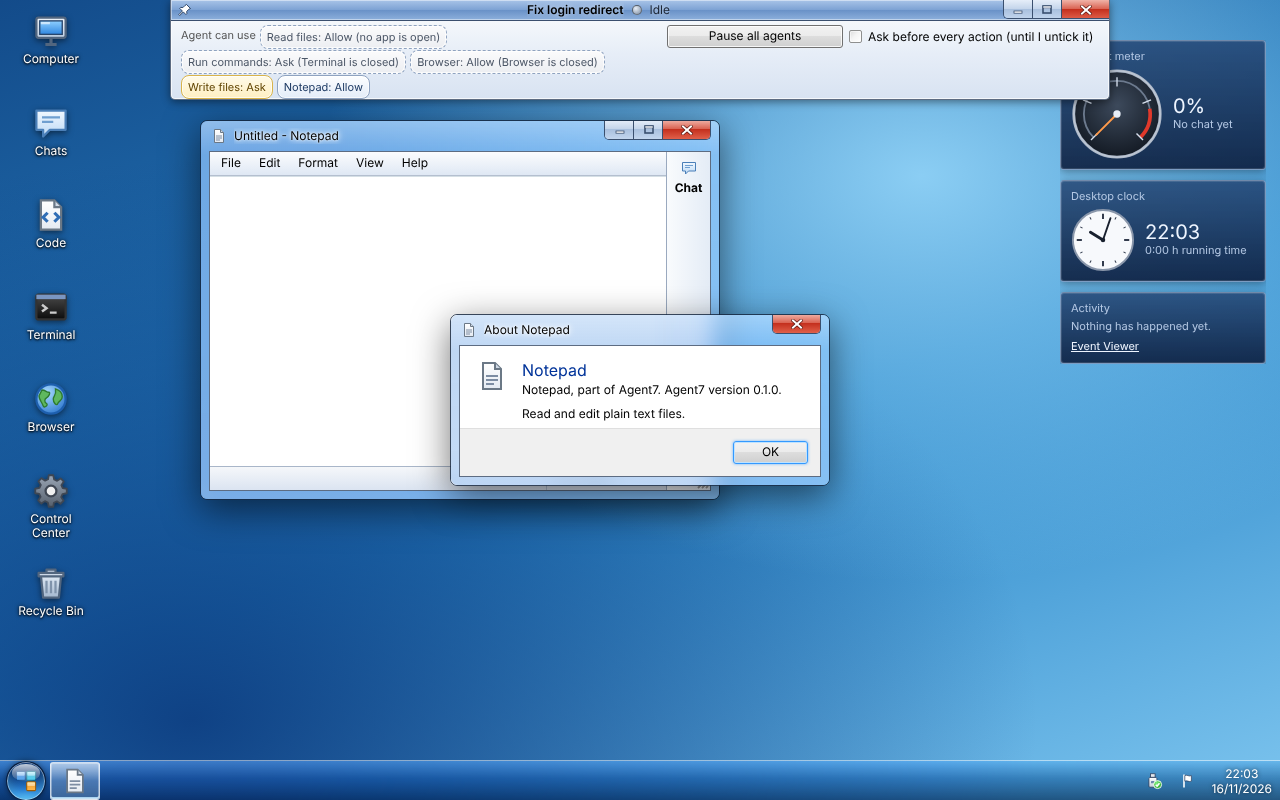 Fix login redirect Idle
Agent can use Read files: Allow (no app is open)
Pause all agents
Ask before every action (until I untick it)
Run commands: Ask (Terminal is closed) Browser: Allow (Browser is closed)
Write files: Ask Notepad: Allow
Computer
Chats
Code
Terminal
Browser
Control Center
Recycle Bin
Untitled - Notepad
File Edit Format View Help
Chat
About Notepad
Notepad
Notepad, part of Agent7. Agent7 version 0.1.0.
Read and edit plain text files.
OK
meter
0%
No chat yet
Desktop clock
22:03
0:00 h running time
Activity
Nothing has happened yet.
Event Viewer
22:03
16/11/2026